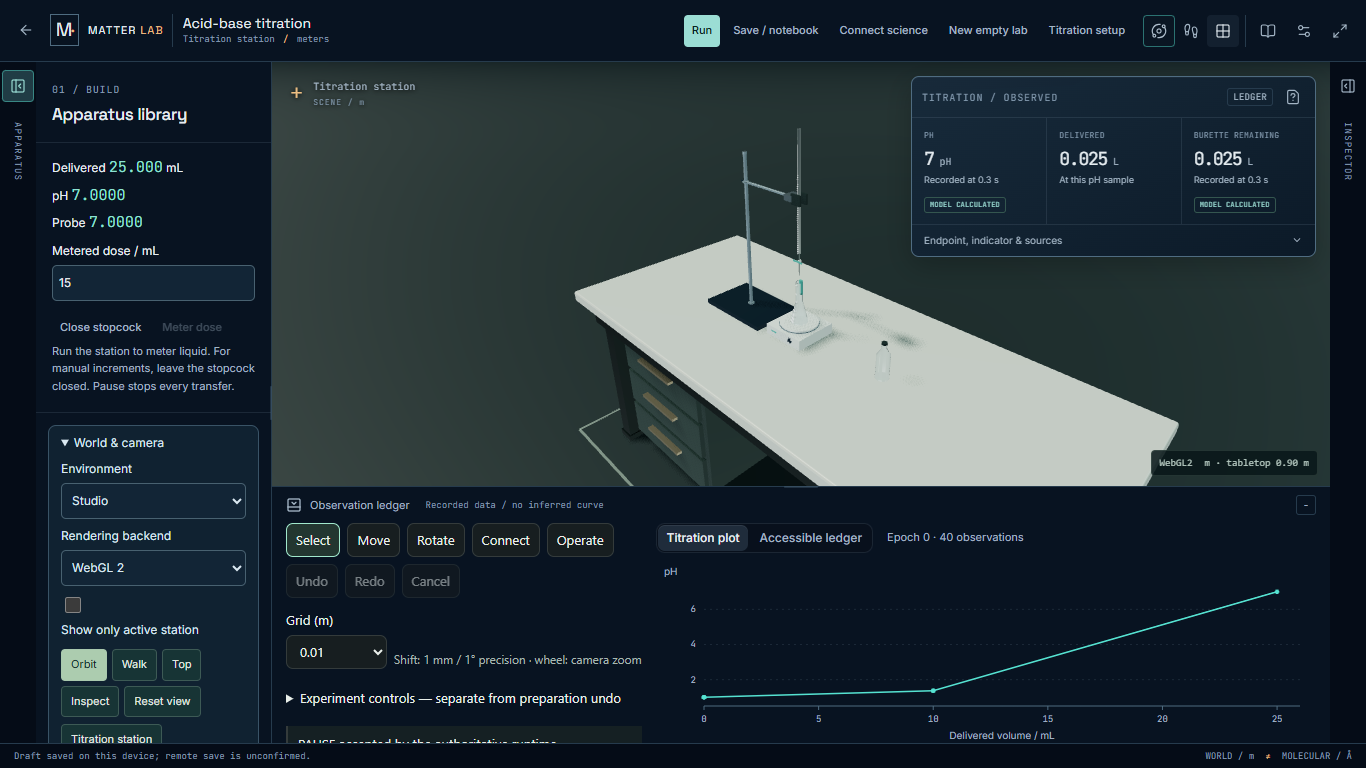 M
MATTER LAB
Acid-base titration
Titration station / meters
Run
Save / notebook
Connect science
New empty lab
Titration setup
APPARATUS
01 / BUILD
Apparatus library
Delivered 25.000 mL
pH 7.0000
Probe 7.0000
Metered dose / mL
15
Close stopcock
Meter dose
Run the station to meter liquid. For
manual increments, leave the stopcock
closed. Pause stops every transfer.
World & camera
Environment
Studio
Rendering backend
WebGL 2
Show only active station
Orbit
Walk
Top
Inspect
Reset view
Titration station
Titration station
SCENE / m
TITRATION / OBSERVED
LEDGER
PH
7 pH
Recorded at 0.3 s
MODEL CALCULATED
DELIVERED
0.025 L
At this pH sample
BURETTE REMAINING
0.025 L
Recorded at 0.3 s
MODEL CALCULATED
Endpoint, indicator & sources
WebGL2 m · tabletop 0.90 m
INSPECTOR
Observation ledger
Recorded data / no inferred curve
-
Select
Move
Rotate
Connect
Operate
Undo
Redo
Cancel
Grid (m)
0.01
Shift: 1 mm / 1° precision · wheel: camera zoom
Experiment controls — separate from preparation undo
PAUSE accepted by the authoritative runtime
Titration plot
Accessible ledger
Epoch 0 · 40 observations
pH
6
4
2
0
5
10
15
20
25
Delivered volume / mL
Draft saved on this device; remote save is unconfirmed.
WORLD / m ≠ MOLECULAR / Å